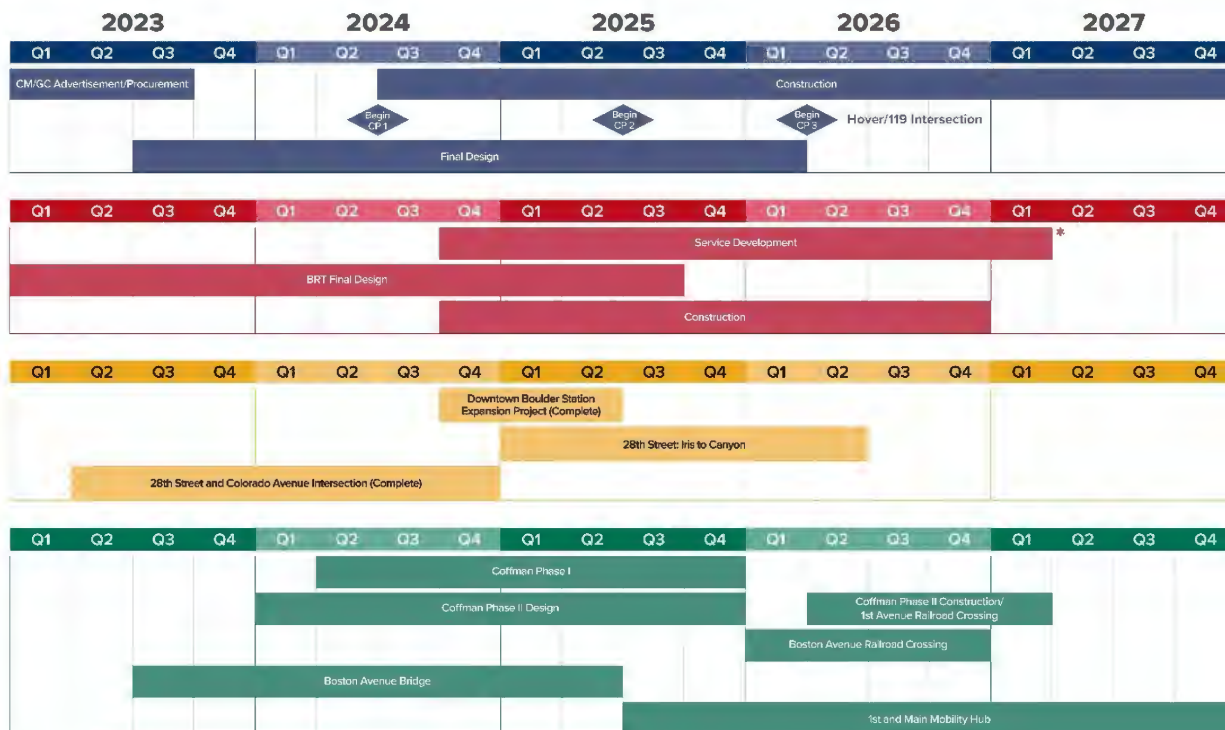 2023 2024 2025 2026 2027
Q1 Q2 Q3 Q4 Q1 Q2 Q3 Q4 Q1 Q2 Q3 Q4 Q1 Q2 Q3 Q4 Q1 Q2 Q3 Q4
CM/GC Advertisement/Procurement Construction
Begin CP 1 Begin CP 2 Begin CP 3 Hover/119 Intersection
Final Design
Q1 Q2 Q3 Q4 Q1 Q2 Q3 Q4 Q1 Q2 Q3 Q4 Q1 Q2 Q3 Q4 Q1 Q2 Q3 Q4
Service Development *
BRT Final Design
Construction
Q1 Q2 Q3 Q4 Q1 Q2 Q3 Q4 Q1 Q2 Q3 Q4 Q1 Q2 Q3 Q4 Q1 Q2 Q3 Q4
Downtown Boulder Station
Expansion Project (Complete)
28th Street: Iris to Canyon
28th Street and Colorado Avenue Intersection (Complete)
Q1 Q2 Q3 Q4 Q1 Q2 Q3 Q4 Q1 Q2 Q3 Q4 Q1 Q2 Q3 Q4 Q1 Q2 Q3 Q4
Coffman Phase I
Coffman Phase II Design
Coffman Phase II Construction/
1st Avenue Railroad Crossing
Boston Avenue Railroad Crossing
Boston Avenue Bridge
1st and Main Mobility Hub